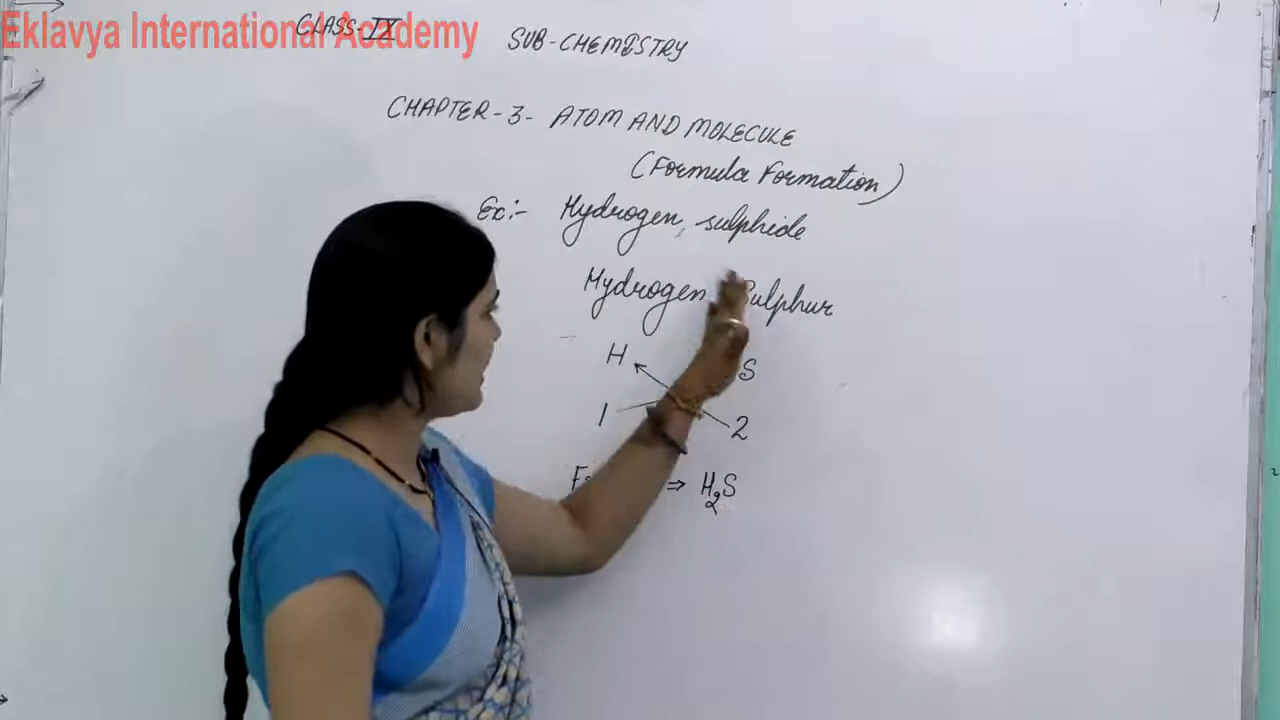 Eklavya International Academy
CLASS-IX
SUB-CHEMISTRY
CHAPTER-3- ATOM AND MOLECULE
(Formula Formation)
Ex:- Hydrogen sulphide
Hydrogen Sulphur
H S
1 2
⇒ H₂S